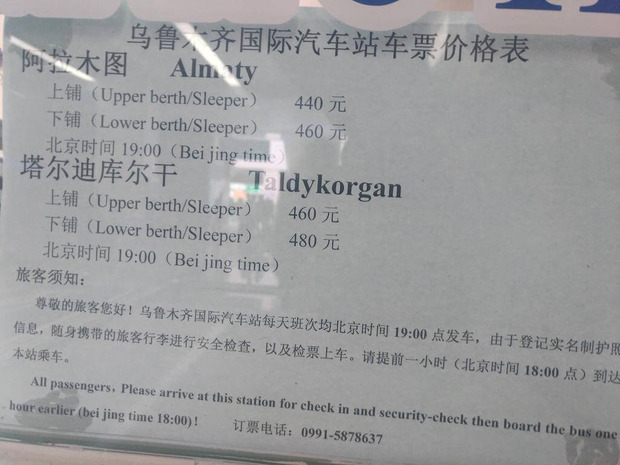 乌鲁木齐国际汽车站车票价格表
阿拉木图 Almaty
上铺（Upper berth/Sleeper） 440 元
下铺（Lower berth/Sleeper） 460 元
北京时间 19:00（Bei jing time）
塔尔迪库尔干 Taldykorgan
上铺（Upper berth/Sleeper） 460 元
下铺（Lower berth/Sleeper） 480 元
北京时间 19:00（Bei jing time）
旅客须知：
尊敬的旅客您好！乌鲁木齐国际汽车站每天班次均北京时间 19:00 点发车，由于登记实名制护照
信息，随身携带的旅客行李进行安全检查，以及检票上车。请提前一小时（北京时间 18:00 点）到达
本站乘车。
All passengers，Please arrive at this station for check in and security-check then board the bus one
hour earlier (bei jing time 18:00)！ 订票电话：0991-5878637